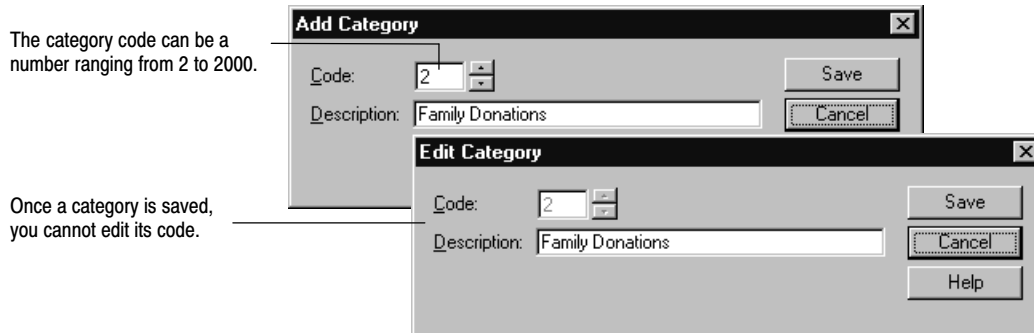 The category code can be a
number ranging from 2 to 2000.
Add Category
Code: 2
Save
Description: Family Donations
Cancel
Once a category is saved,
you cannot edit its code.
Edit Category
Code: 2
Save
Description: Family Donations
Cancel
Help